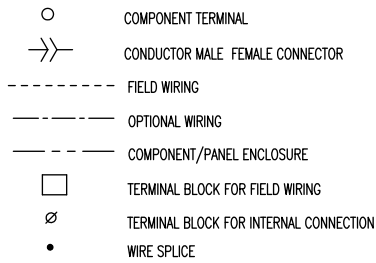 COMPONENT TERMINAL
CONDUCTOR MALE FEMALE CONNECTOR
FIELD WIRING
OPTIONAL WIRING
COMPONENT/PANEL ENCLOSURE
TERMINAL BLOCK FOR FIELD WIRING
TERMINAL BLOCK FOR INTERNAL CONNECTION
WIRE SPLICE